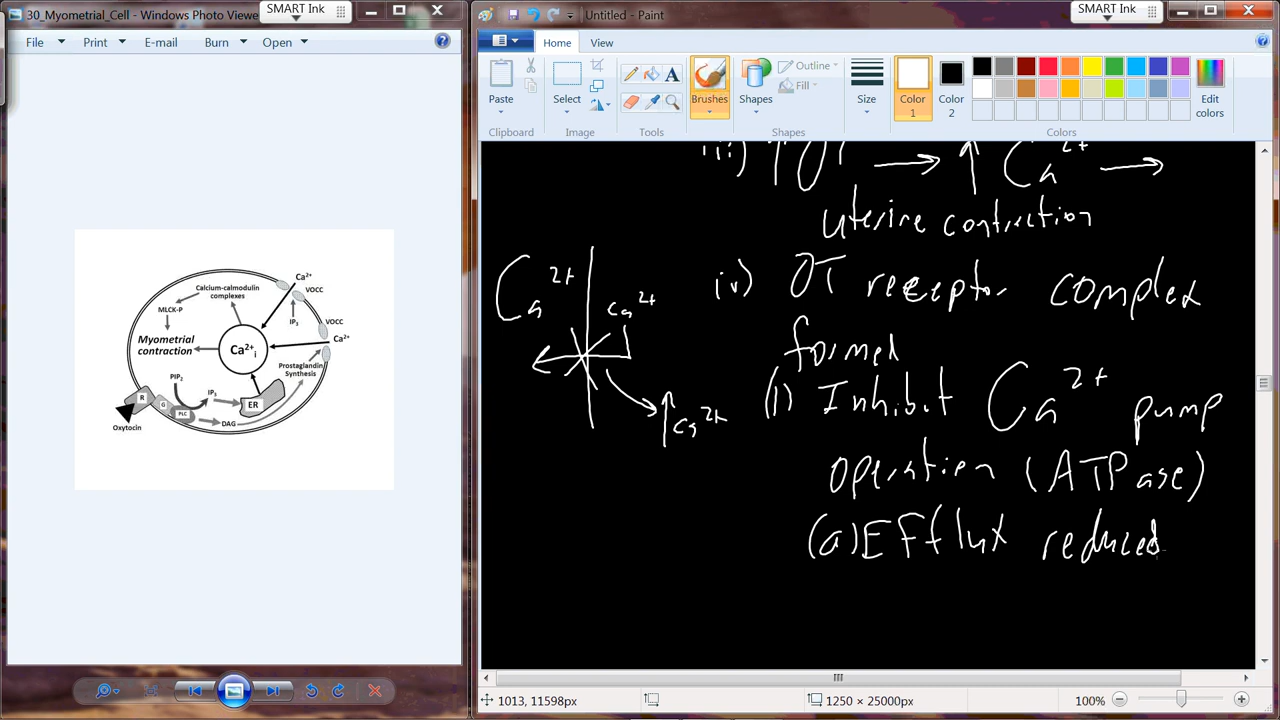 30_Myometrial_Cell - Windows Photo Viewe
SMART Ink
File Print E-mail Burn Open
Ca²⁺
VOCC
Calcium-calmodulin
complexes
MLCK-P
IP₃
VOCC
Ca²⁺
Myometrial
contraction
Ca²⁺i
Prostaglandin
Synthesis
PIP₂
IP₃
ER
R
G
PLC
DAG
Oxytocin
Untitled - Paint
SMART Ink
Home View
Paste
Select
Brushes
Shapes
Outline
Fill
Size
Color
1
Color
2
Edit
colors
Clipboard Image Tools Shapes Colors
iii) ↑OT → ↑Ca²⁺ →
uterine contraction
Ca²⁺
Ca²⁺
↑Ca²⁺
iv) OT receptor complex
formed
(1) Inhibit Ca²⁺ pump
operation (ATPase)
(a) Efflux reduced
1013, 11598px
1250 × 25000px
100%